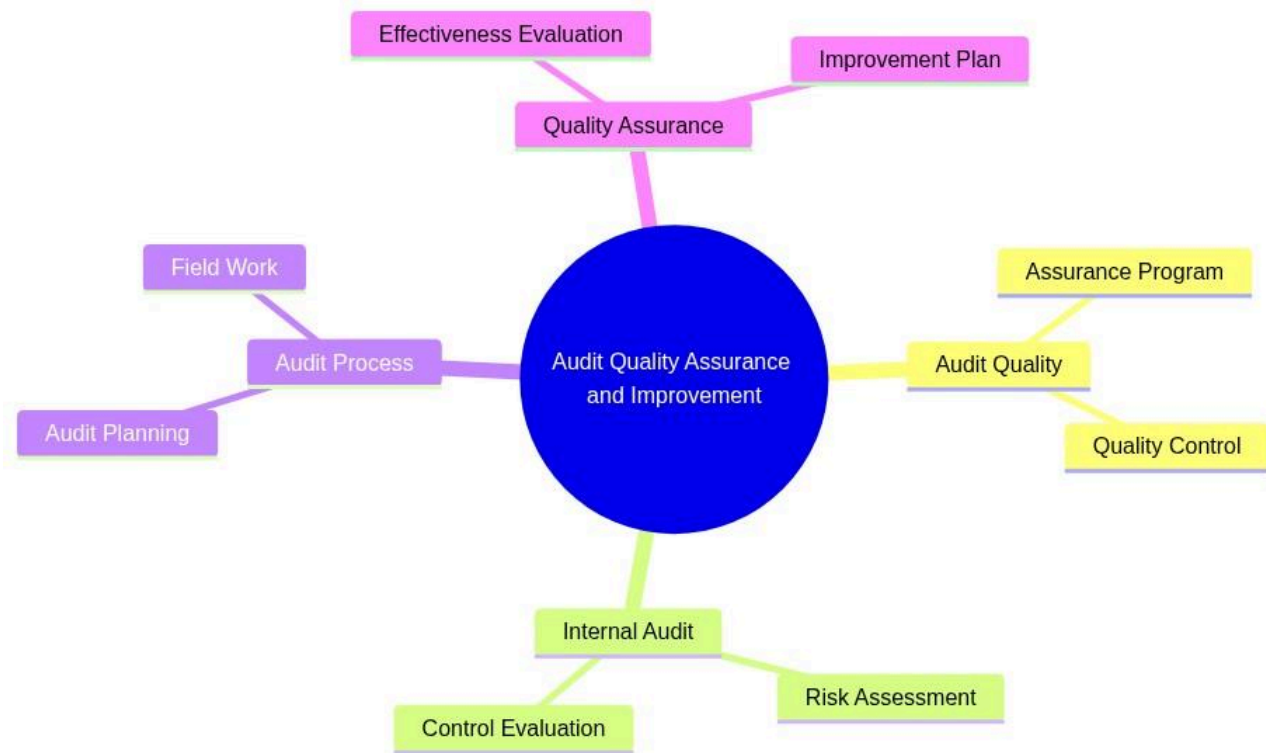 Effectiveness Evaluation
Improvement Plan
Quality Assurance
Field Work
Assurance Program
Audit Process
Audit Quality Assurance
and Improvement
Audit Quality
Audit Planning
Quality Control
Internal Audit
Risk Assessment
Control Evaluation